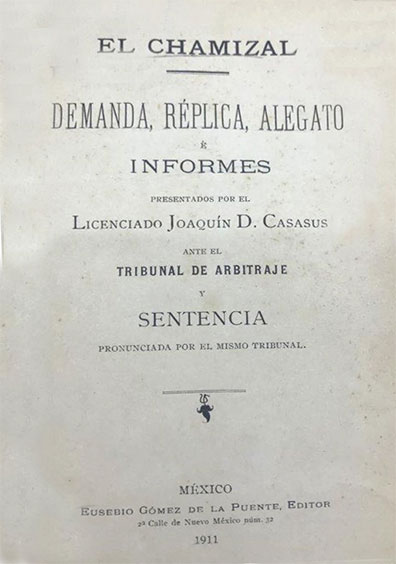 EL CHAMIZAL
DEMANDA, RÉPLICA, ALEGATO
É
INFORMES
PRESENTADOS POR EL
LICENCIADO JOAQUÍN D. CASASUS
ANTE EL
TRIBUNAL DE ARBITRAJE
Y
SENTENCIA
PRONUNCIADA POR EL MISMO TRIBUNAL.
MÉXICO
EUSEBIO GÓMEZ DE LA PUENTE, EDITOR
2ª Calle de Nuevo México núm. 32
1911